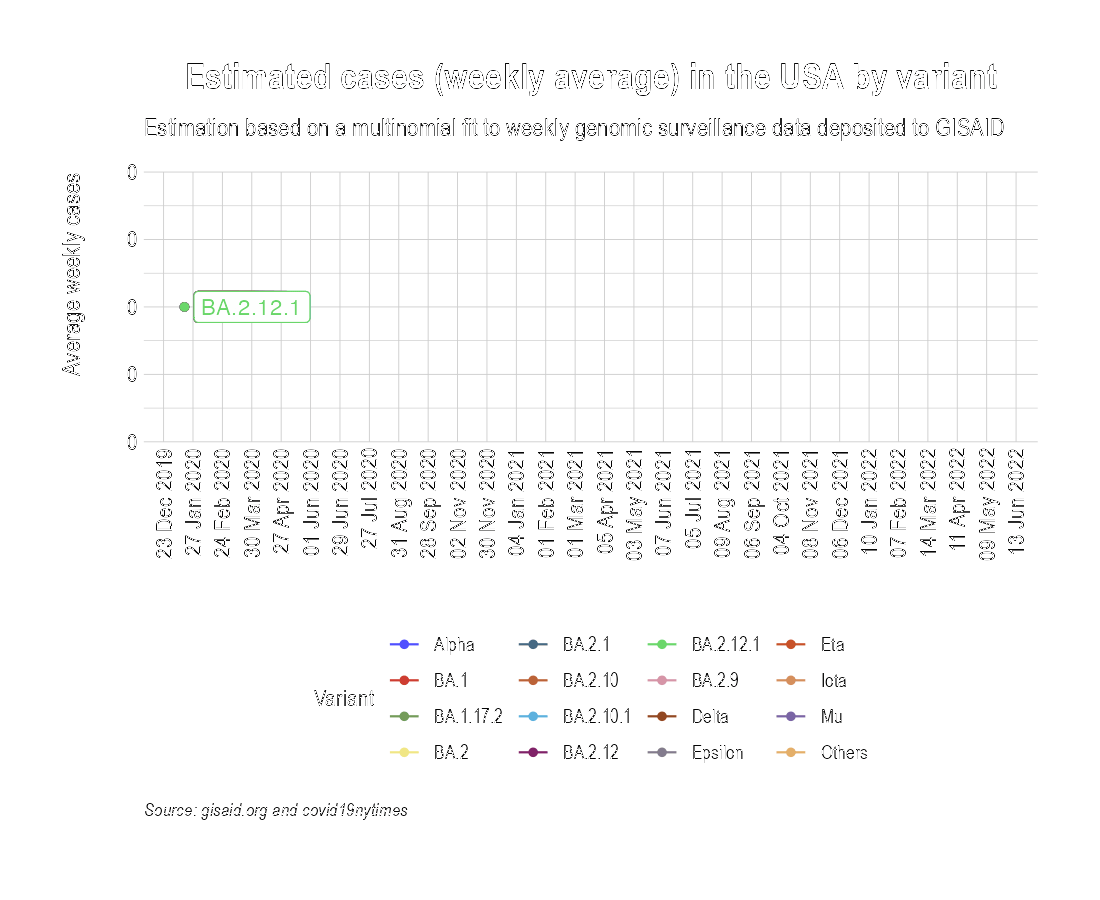 Estimated cases (weekly average) in the USA by variant
Estimation based on a multinomial fit to weekly genomic surveillance data deposited to GISAID
Average weekly cases
0
0
0
0
0
BA.2.12.1
23 Dec 2019
27 Jan 2020
24 Feb 2020
30 Mar 2020
27 Apr 2020
01 Jun 2020
29 Jun 2020
27 Jul 2020
31 Aug 2020
28 Sep 2020
02 Nov 2020
30 Nov 2020
04 Jan 2021
01 Feb 2021
01 Mar 2021
05 Apr 2021
03 May 2021
07 Jun 2021
05 Jul 2021
09 Aug 2021
06 Sep 2021
04 Oct 2021
08 Nov 2021
06 Dec 2021
10 Jan 2022
07 Feb 2022
14 Mar 2022
11 Apr 2022
09 May 2022
13 Jun 2022
Variant
Alpha
BA.1
BA.1.17.2
BA.2
BA.2.1
BA.2.10
BA.2.10.1
BA.2.12
BA.2.12.1
BA.2.9
Delta
Epsilon
Eta
Iota
Mu
Others
Source: gisaid.org and covid19nytimes